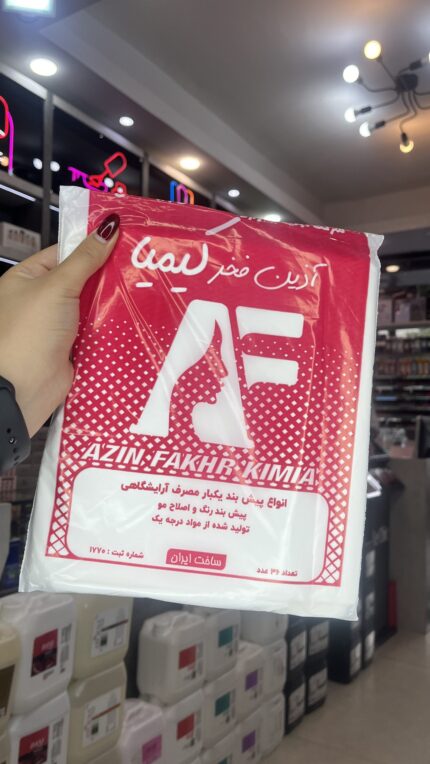 آذین فخر کیمیا
AF
AZIN.FAKHR.KIMIA
انواع پیش بند یکبار مصرف آرایشگاهی
پیش بند رنگ و اصلاح مو
تولید شده از مواد درجه یک
شماره ثبت : ۱۷۷۰
ساخت ایران
تعداد ۳۶ عدد